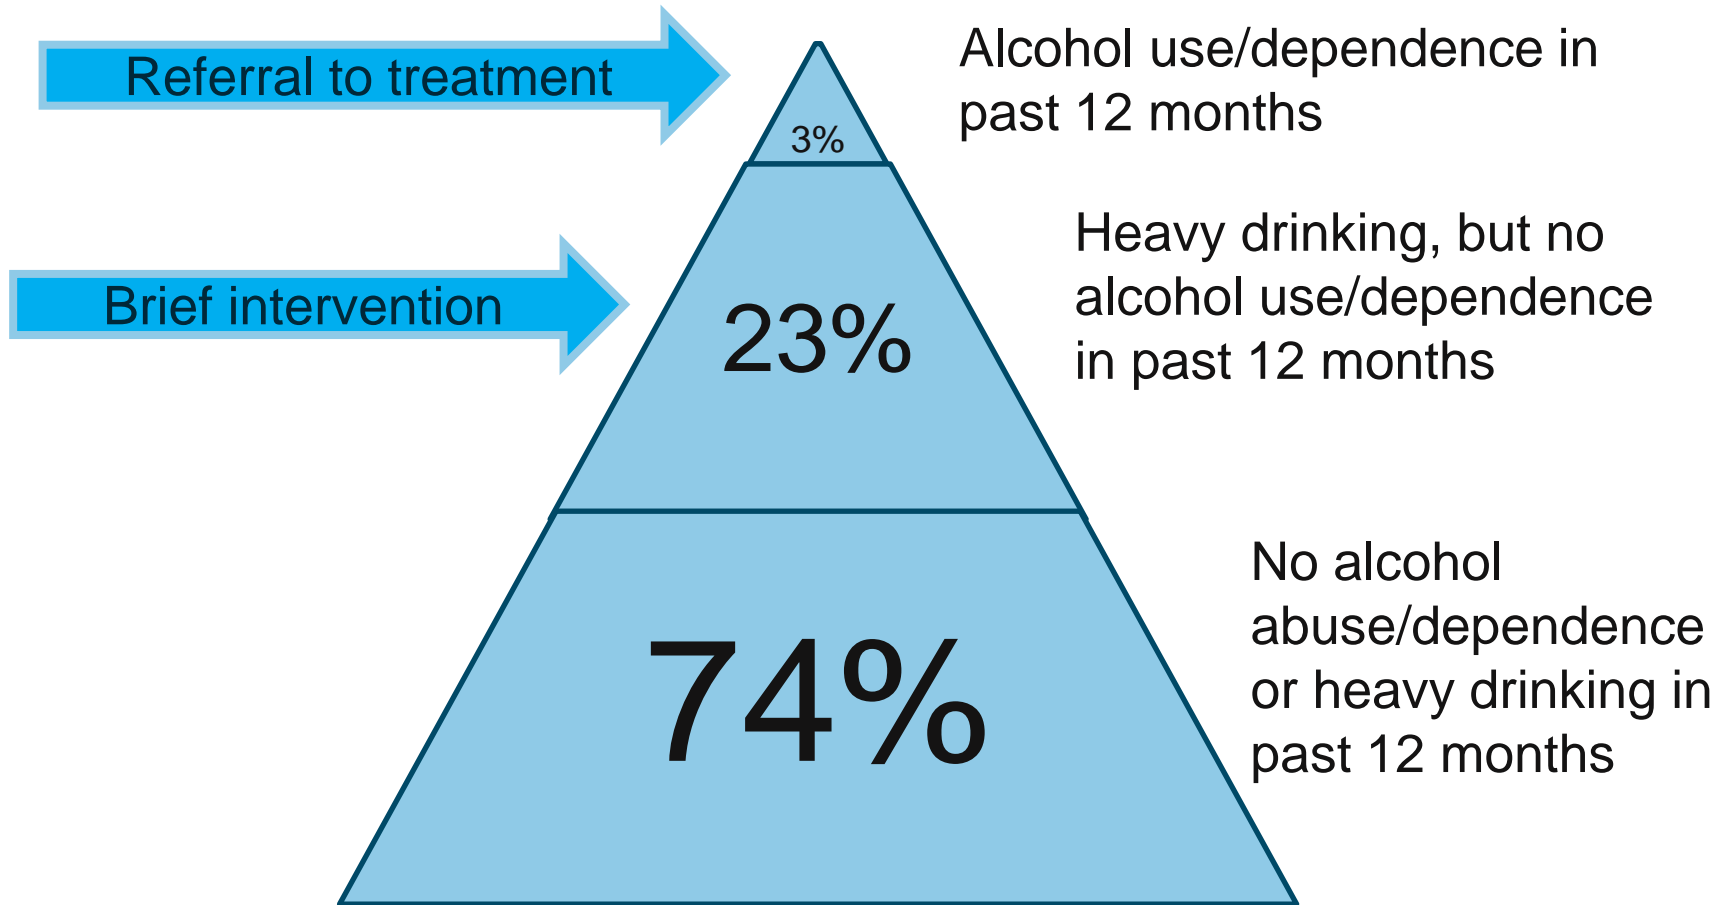 Referral to treatment
Alcohol use/dependence in
past 12 months
3%
Heavy drinking, but no
alcohol use/dependence
in past 12 months
Brief intervention
23%
No alcohol
abuse/dependence
or heavy drinking in
past 12 months
74%